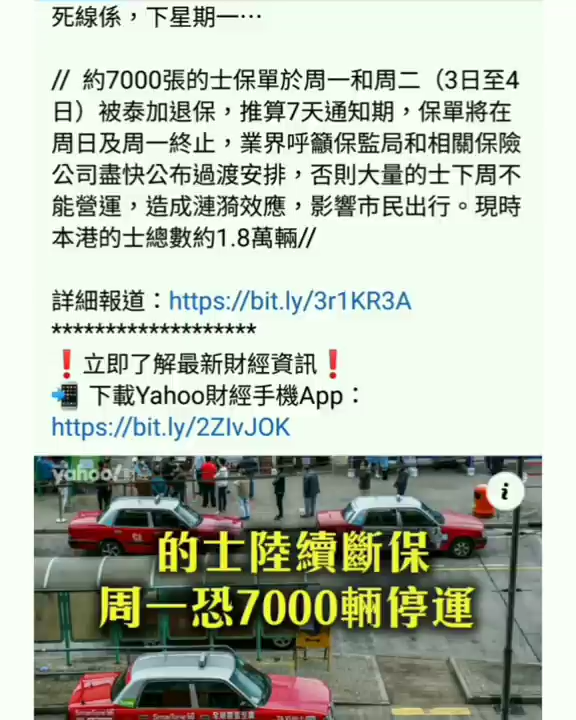 死線係，下星期一…
// 約7000張的士保單於周一和周二（3日至4
日）被泰加退保，推算7天通知期，保單將在
周日及周一終止，業界呼籲保監局和相關保險
公司盡快公布過渡安排，否則大量的士下周不
能營運，造成漣漪效應，影響市民出行。現時
本港的士總數約1.8萬輛//
詳細報道：https://bit.ly/3r1KR3A
*******************
❗立即了解最新財經資訊❗
📲 下載Yahoo財經手機App：
https://bit.ly/2ZIvJOK
yahoo!
的士陸續斷保
周一恐7000輛停運